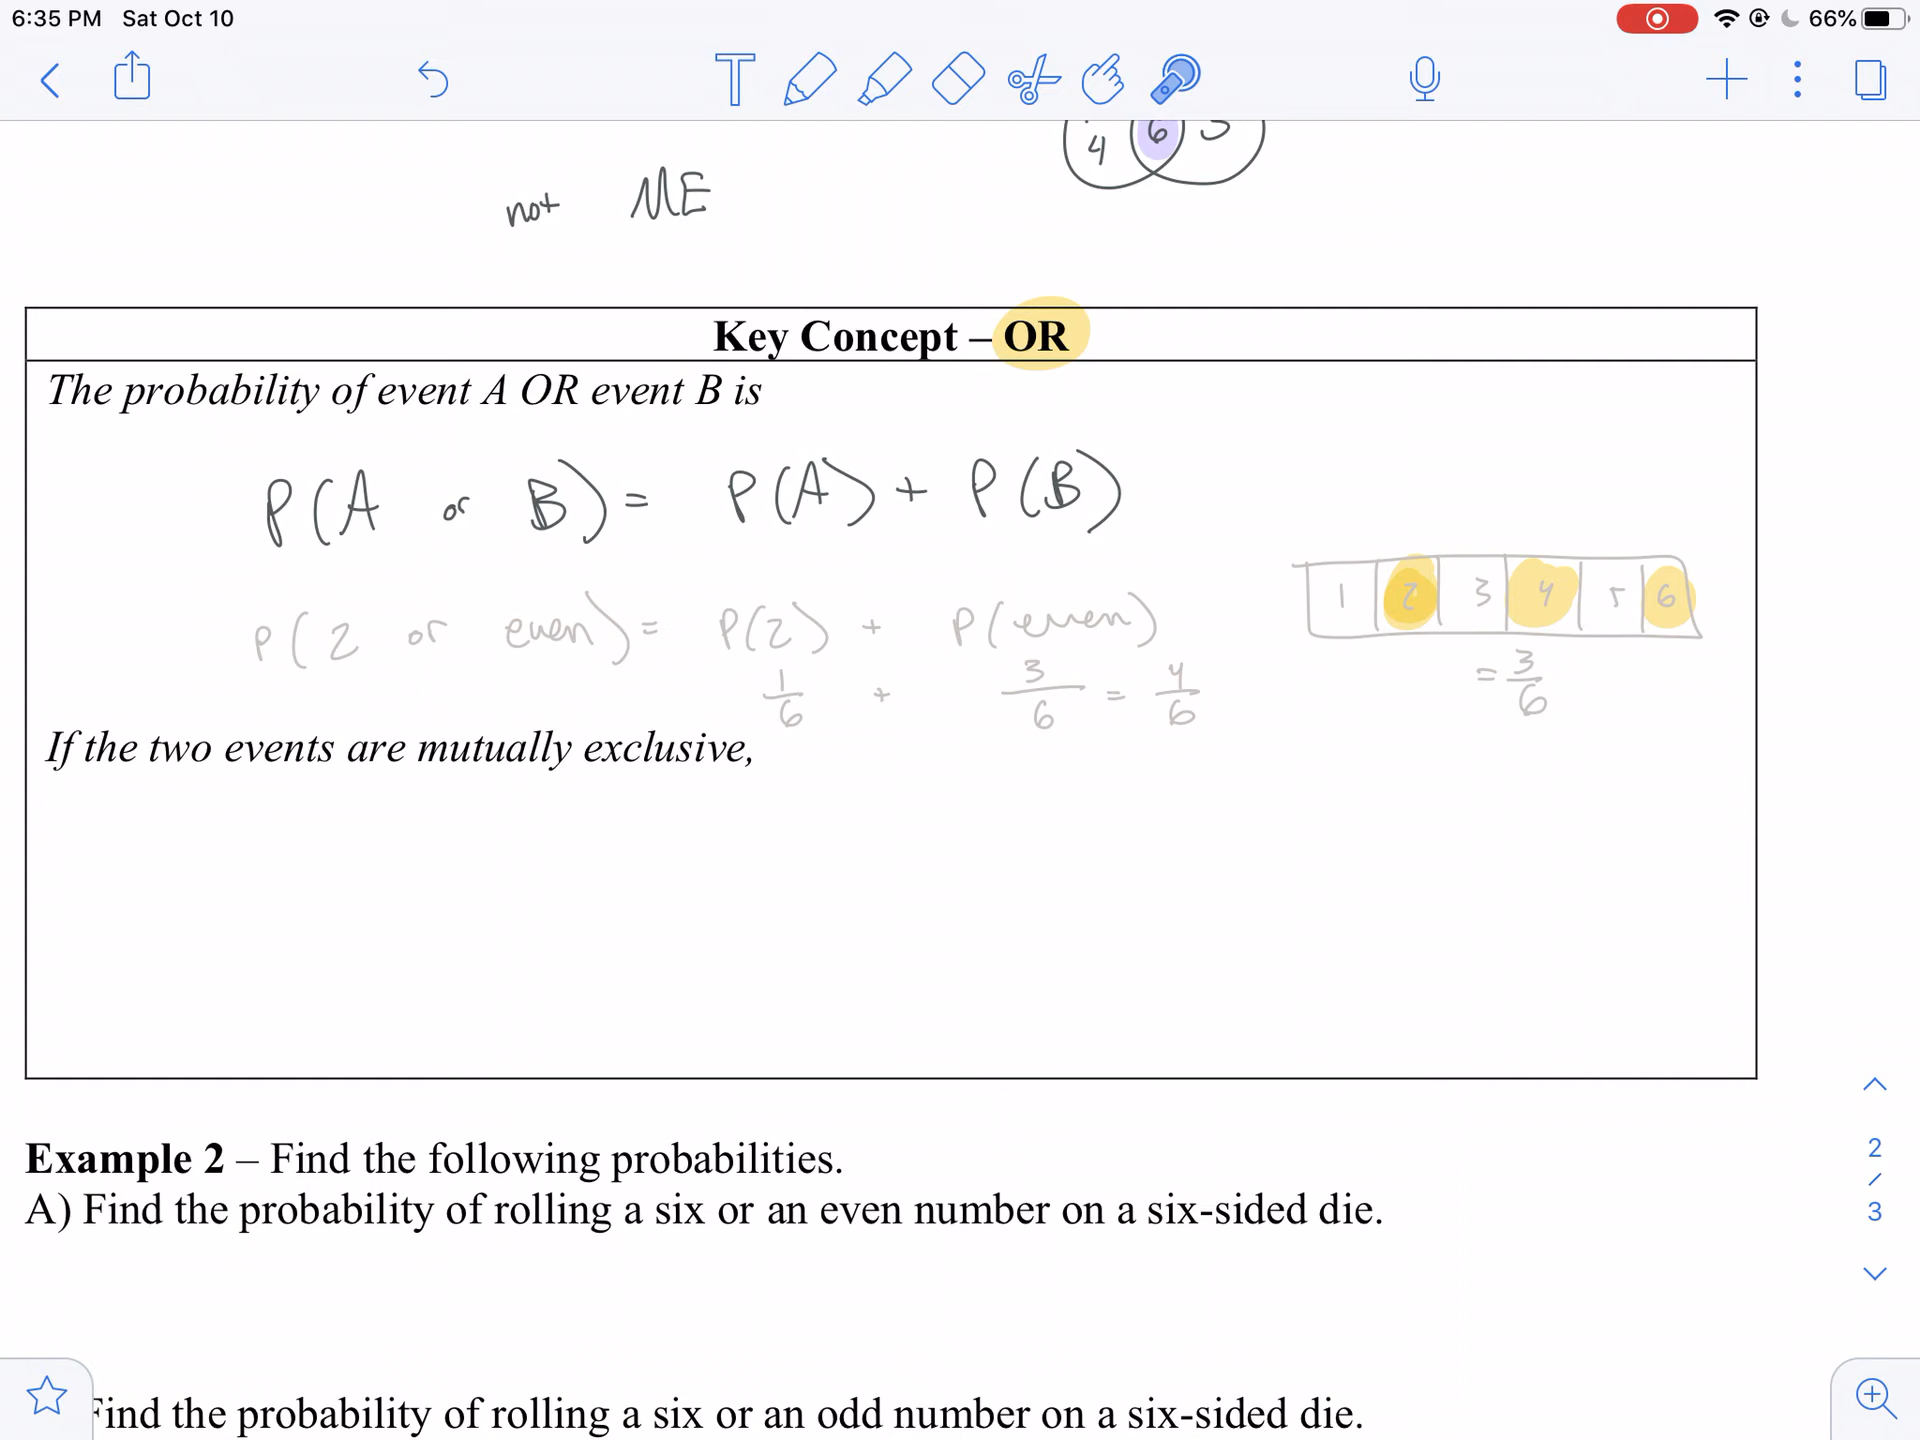 6:35 PM Sat Oct 10 66%
4 6 5
not ME
Key Concept – OR
The probability of event A OR event B is
P(A or B) = P(A) + P(B)
1 2 3 4 5 6
P(2 or even) = P(2) + P(even)
1/6 + 3/6 = 4/6
= 3/6
If the two events are mutually exclusive,
Example 2 – Find the following probabilities.
A) Find the probability of rolling a six or an even number on a six-sided die.
Find the probability of rolling a six or an odd number on a six-sided die.
2
/
3